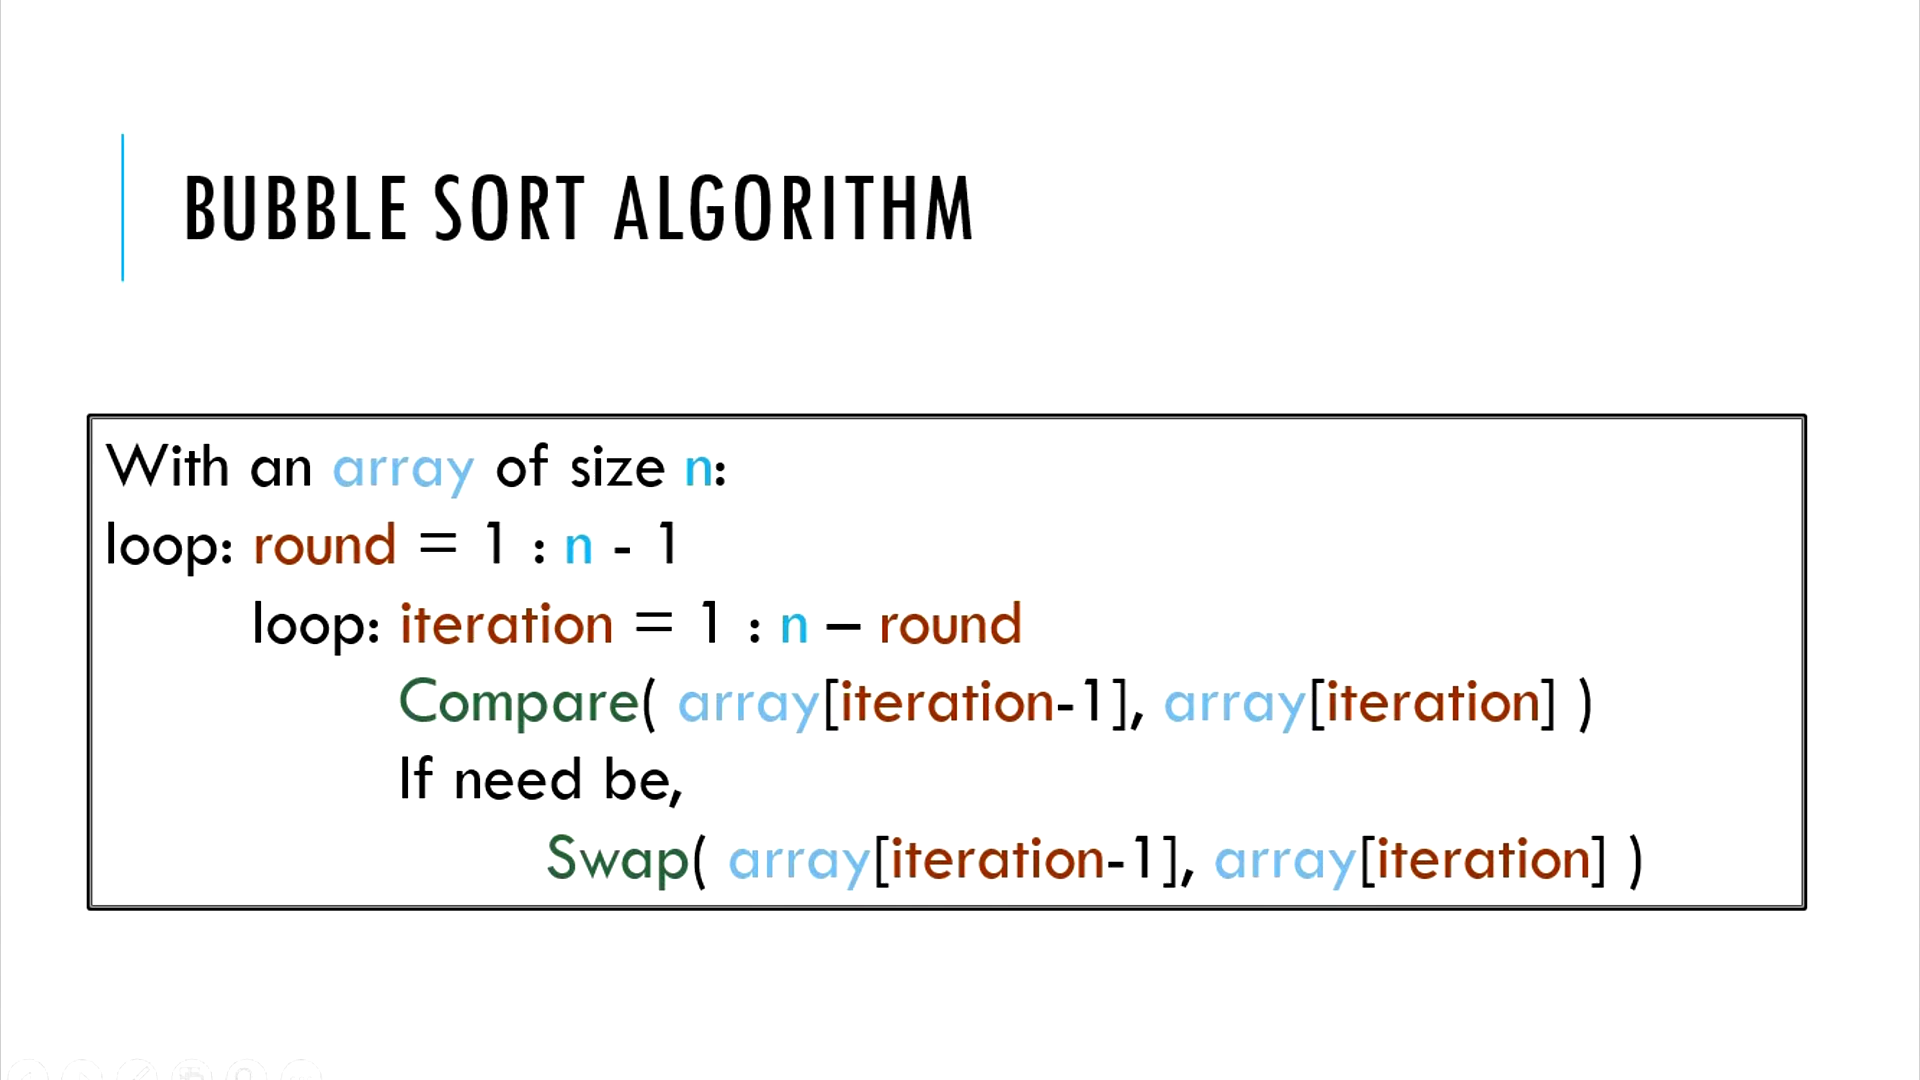 BUBBLE SORT ALGORITHM
With an array of size n:
loop: round = 1 : n - 1
loop: iteration = 1 : n – round
Compare( array[iteration-1], array[iteration] )
If need be,
Swap( array[iteration-1], array[iteration] )